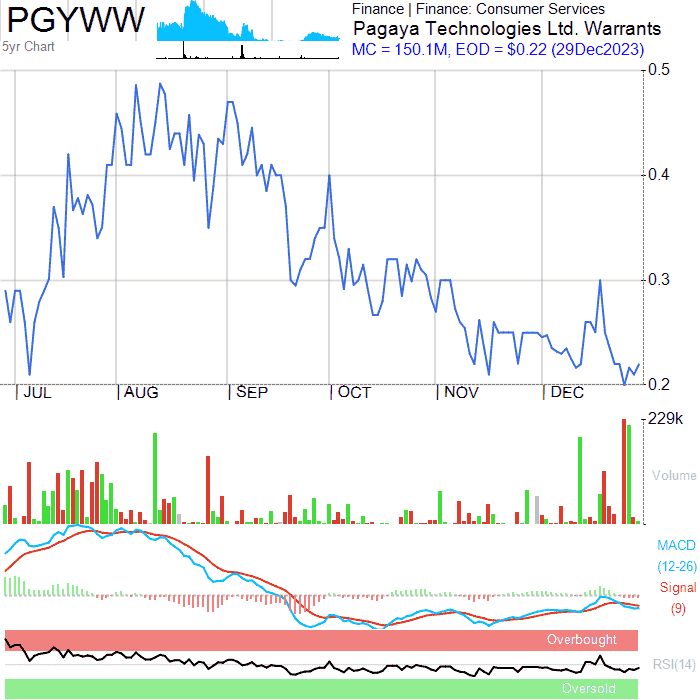 PGYWW
5yr Chart
Finance | Finance: Consumer Services
Pagaya Technologies Ltd. Warrants
MC = 150.1M, EOD = $0.22 (29Dec2023)
0.5
0.4
0.3
0.2
JUL AUG SEP OCT NOV DEC
229k
Volume
MACD
(12-26)
Signal
(9)
Overbought
RSI(14)
Oversold